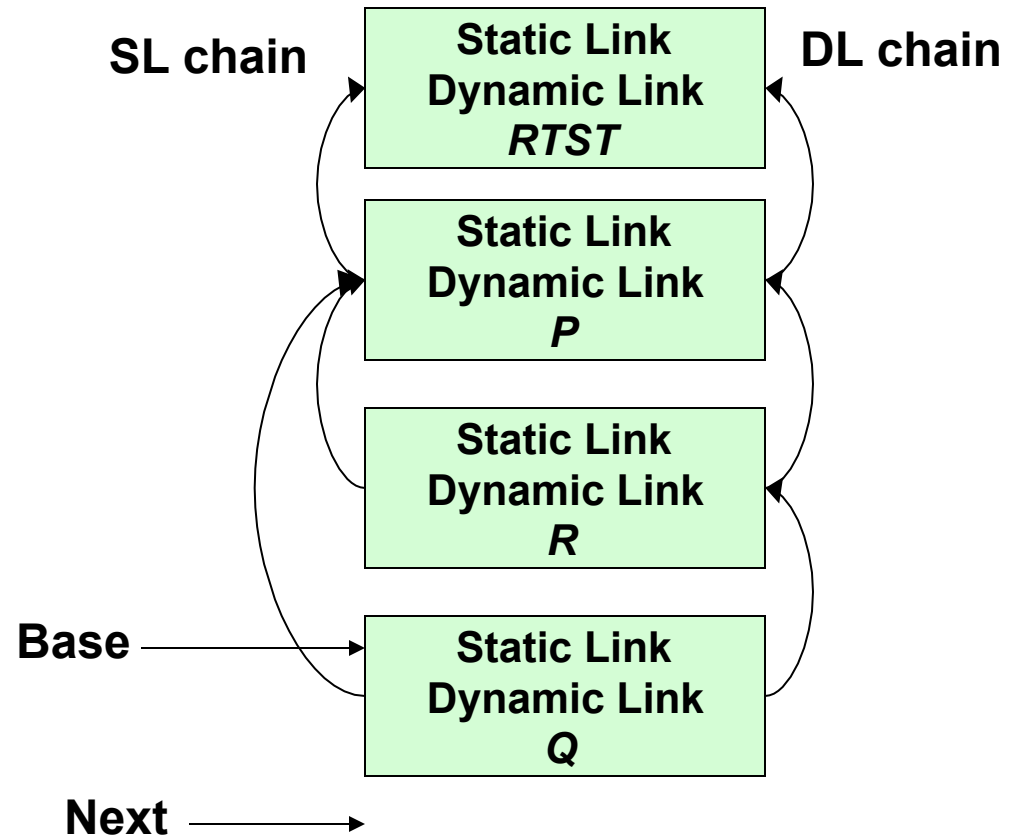 SL chain
DL chain
Static Link
Dynamic Link
RTST
Static Link
Dynamic Link
P
Static Link
Dynamic Link
R
Base
Static Link
Dynamic Link
Q
Next